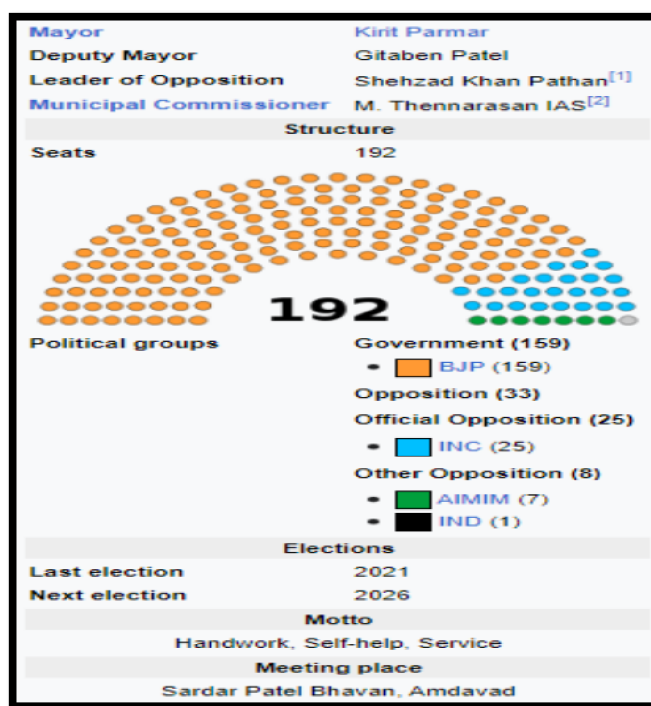 Mayor Kirit Parmar
Deputy Mayor Gitaben Patel
Leader of Opposition Shehzad Khan Pathan[1]
Municipal Commissioner M. Thennarasan IAS[2]
Structure
Seats 192
192
Political groups Government (159)
• BJP (159)
Opposition (33)
Official Opposition (25)
• INC (25)
Other Opposition (8)
• AIMIM (7)
• IND (1)
Elections
Last election 2021
Next election 2026
Motto
Handwork, Self-help, Service
Meeting place
Sardar Patel Bhavan, Amdavad